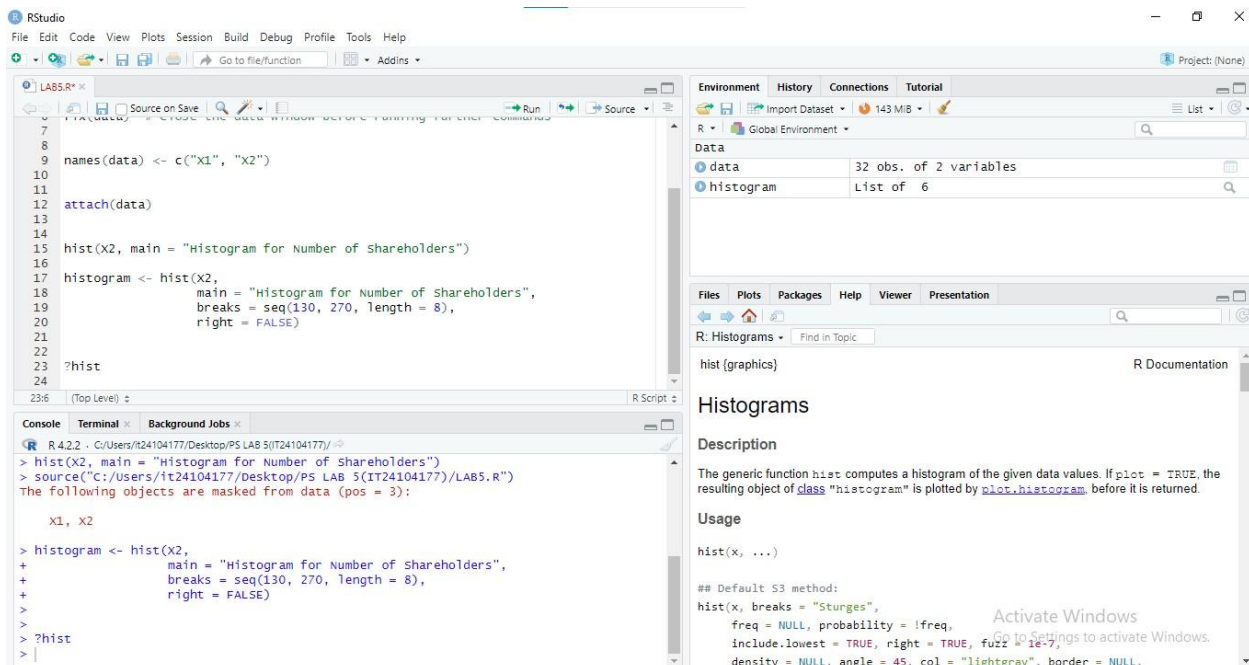 RStudio
File Edit Code View Plots Session Build Debug Profile Tools Help
Go to file/function
Addins
Project: (None)
LAB5.R*
Source on Save
Run
Source
7
8
9 names(data) <- c("X1", "X2")
10
11
12 attach(data)
13
14
15 hist(X2, main = "Histogram for Number of Shareholders")
16
17 histogram <- hist(X2,
18 main = "Histogram for Number of Shareholders",
19 breaks = seq(130, 270, length = 8),
20 right = FALSE)
21
22
23 ?hist
24
23:6 (Top Level) R Script
Console Terminal Background Jobs
R 4.2.2 · C:/Users/it24104177/Desktop/PS LAB 5(IT24104177)/
> hist(X2, main = "Histogram for Number of Shareholders")
> source("C:/Users/it24104177/Desktop/PS LAB 5(IT24104177)/LAB5.R")
The following objects are masked from data (pos = 3):
X1, X2
> histogram <- hist(X2,
+ main = "Histogram for Number of Shareholders",
+ breaks = seq(130, 270, length = 8),
+ right = FALSE)
>
>
> ?hist
>
Environment History Connections Tutorial
Import Dataset
143 MiB
List
R Global Environment
Data
data 32 obs. of 2 variables
histogram List of 6
Files Plots Packages Help Viewer Presentation
R: Histograms Find in Topic
hist {graphics} R Documentation
Histograms
Description
The generic function hist computes a histogram of the given data values. If plot = TRUE, the
resulting object of class "histogram" is plotted by plot.histogram, before it is returned.
Usage
hist(x, ...)
## Default S3 method:
hist(x, breaks = "Sturges",
freq = NULL, probability = !freq,
include.lowest = TRUE, right = TRUE, fuzz = 1e-7,
density = NULL, angle = 45, col = "lightgray", border = NULL,
Activate Windows
Go to Settings to activate Windows.